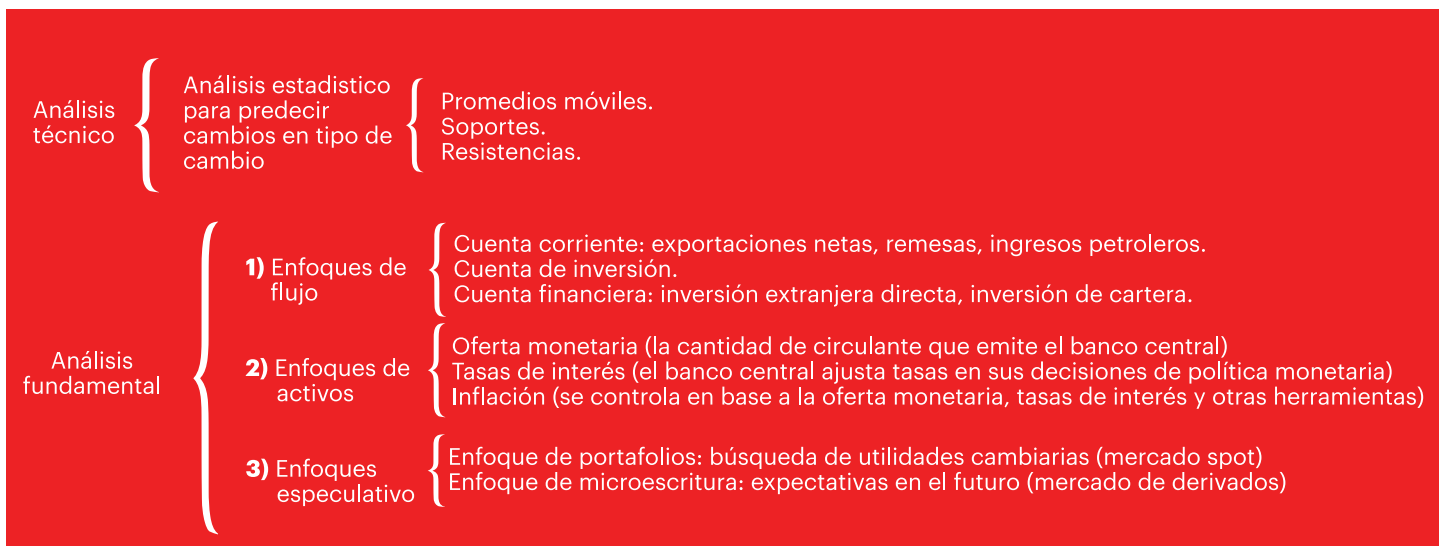 Análisis
técnico
Análisis estadistico
para predecir
cambios en tipo de
cambio
Promedios móviles.
Soportes.
Resistencias.
Análisis
fundamental
1) Enfoques de
flujo
Cuenta corriente: exportaciones netas, remesas, ingresos petroleros.
Cuenta de inversión.
Cuenta financiera: inversión extranjera directa, inversión de cartera.
2) Enfoques de
activos
Oferta monetaria (la cantidad de circulante que emite el banco central)
Tasas de interés (el banco central ajusta tasas en sus decisiones de política monetaria)
Inflación (se controla en base a la oferta monetaria, tasas de interés y otras herramientas)
3) Enfoques
especulativo
Enfoque de portafolios: búsqueda de utilidades cambiarias (mercado spot)
Enfoque de microescritura: expectativas en el futuro (mercado de derivados)